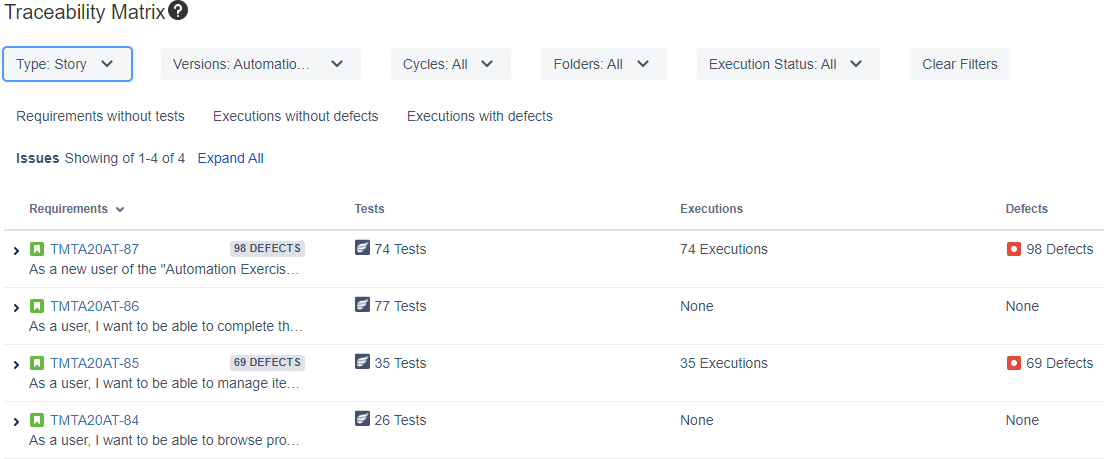 Traceability Matrix ?
Type: Story Versions: Automatio... Cycles: All Folders: All Execution Status: All Clear Filters
Requirements without tests Executions without defects Executions with defects
Issues Showing of 1-4 of 4 Expand All
Requirements Tests Executions Defects
TMTA20AT-87 98 DEFECTS 74 Tests 74 Executions 98 Defects
As a new user of the "Automation Exercis...
TMTA20AT-86 77 Tests None None
As a user, I want to be able to complete th...
TMTA20AT-85 69 DEFECTS 35 Tests 35 Executions 69 Defects
As a user, I want to be able to manage ite...
TMTA20AT-84 26 Tests None None
As a user, I want to be able to browse pro...